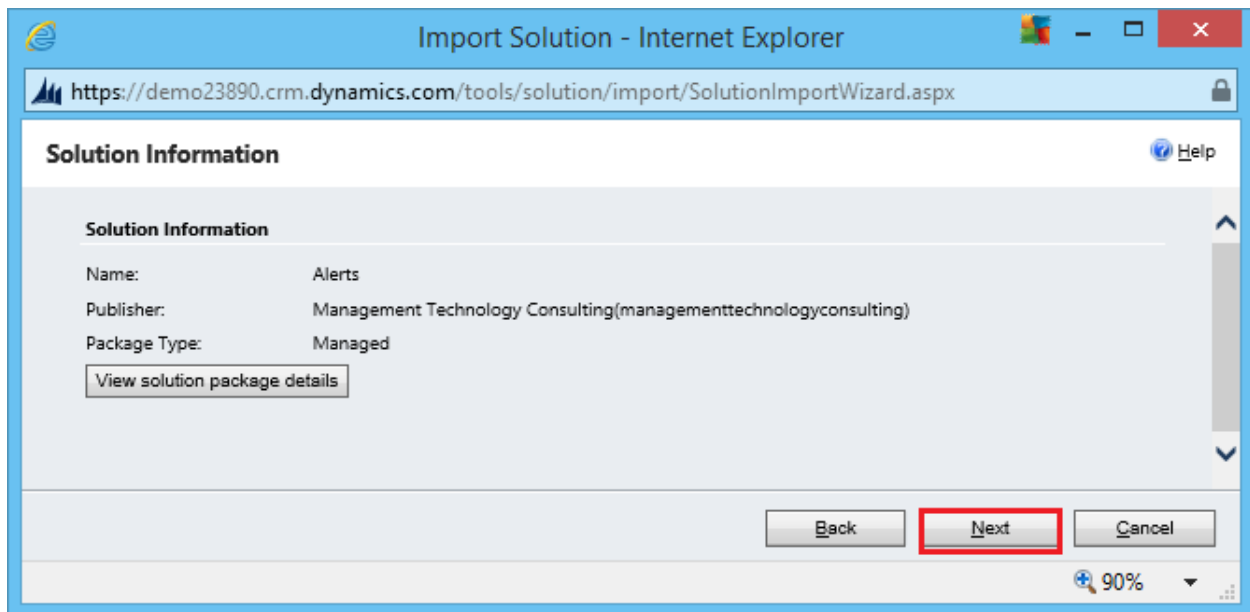 Import Solution - Internet Explorer
https://demo23890.crm.dynamics.com/tools/solution/import/SolutionImportWizard.aspx
Solution Information
Help
Solution Information
Name: Alerts
Publisher: Management Technology Consulting(managementtechnologyconsulting)
Package Type: Managed
View solution package details
Back Next Cancel
90%